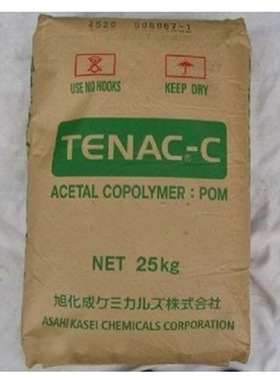 4520
USE NO HOOKS
KEEP DRY
TENAC-C
ACETAL COPOLYMER : POM
NET 25kg
旭化成ケミカルズ株式会社
ASAHI KASEI CHEMICALS CORPORATION